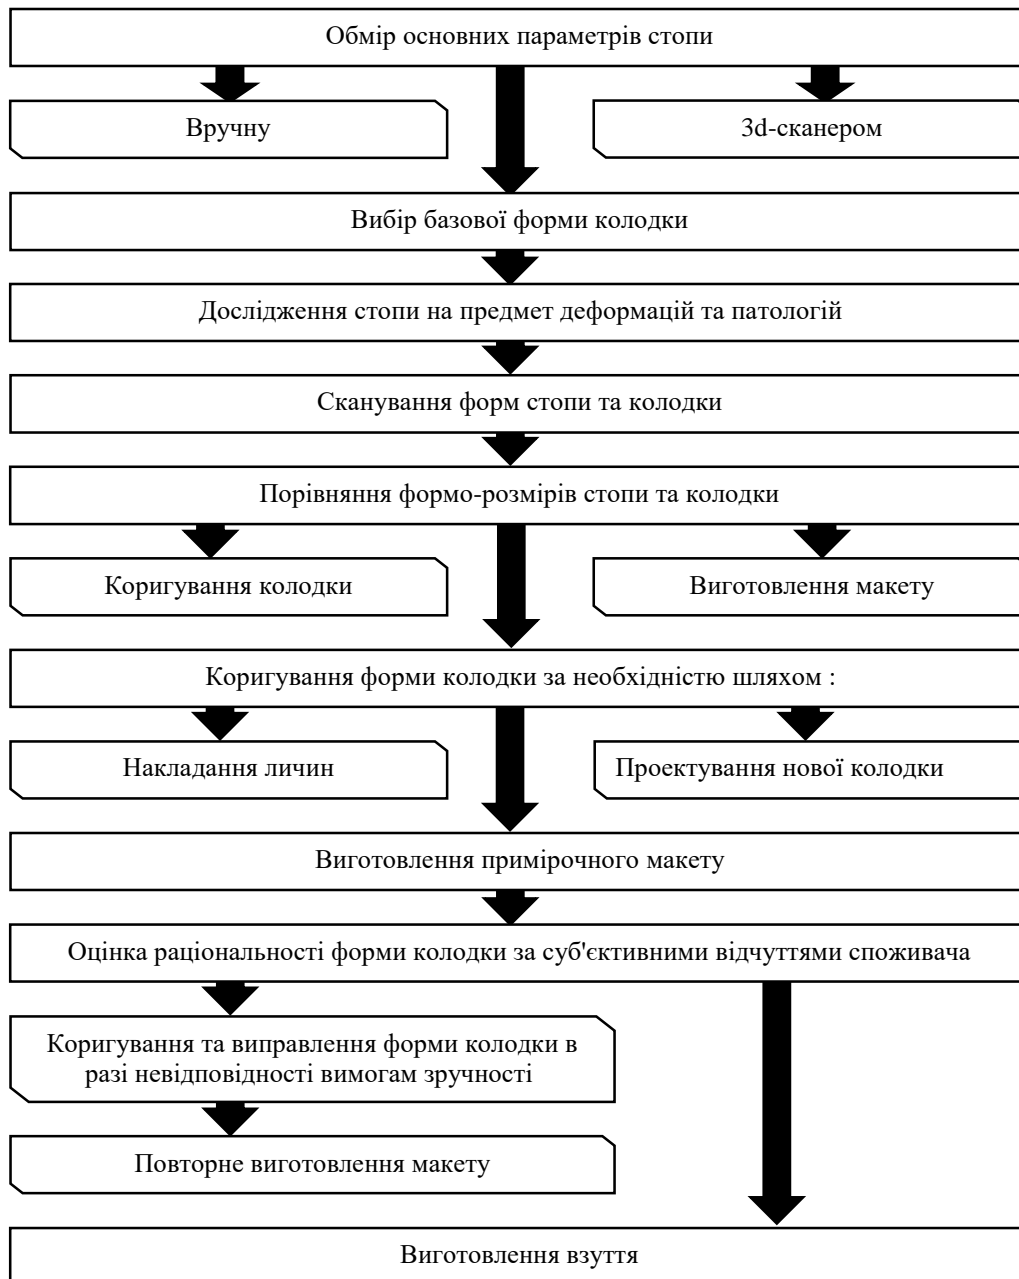 Обмір основних параметрів стопи
Вручну
3d-сканером
Вибір базової форми колодки
Дослідження стопи на предмет деформацій та патологій
Сканування форм стопи та колодки
Порівняння формо-розмірів стопи та колодки
Коригування колодки
Виготовлення макету
Коригування форми колодки за необхідністю шляхом :
Накладання личин
Проектування нової колодки
Виготовлення примірочного макету
Оцінка раціональності форми колодки за суб'єктивними відчуттями споживача
Коригування та виправлення форми колодки в
разі невідповідності вимогам зручності
Повторне виготовлення макету
Виготовлення взуття